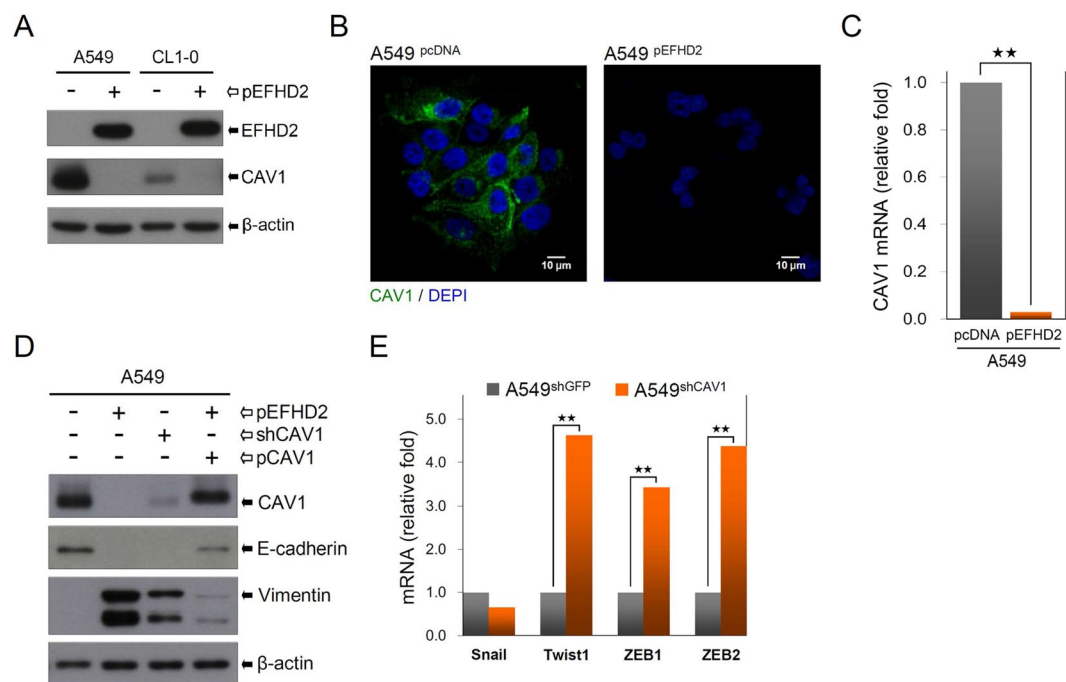 A
A549 CL1-0
- + - + ⇦pEFHD2
EFHD2
CAV1
β-actin
B
A549 pcDNA
A549 pEFHD2
10 µm
10 µm
CAV1 / DEPI
C
★★
CAV1 mRNA (relative fold)
1.0
0.8
0.6
0.4
0.2
0.0
pcDNA pEFHD2
A549
D
A549
- + - + ⇦pEFHD2
- - + - ⇦shCAV1
- - - + ⇦pCAV1
CAV1
E-cadherin
Vimentin
β-actin
E
A549shGFP A549shCAV1
mRNA (relative fold)
5.0
4.0
3.0
2.0
1.0
0.0
★★
★★
★★
Snail Twist1 ZEB1 ZEB2